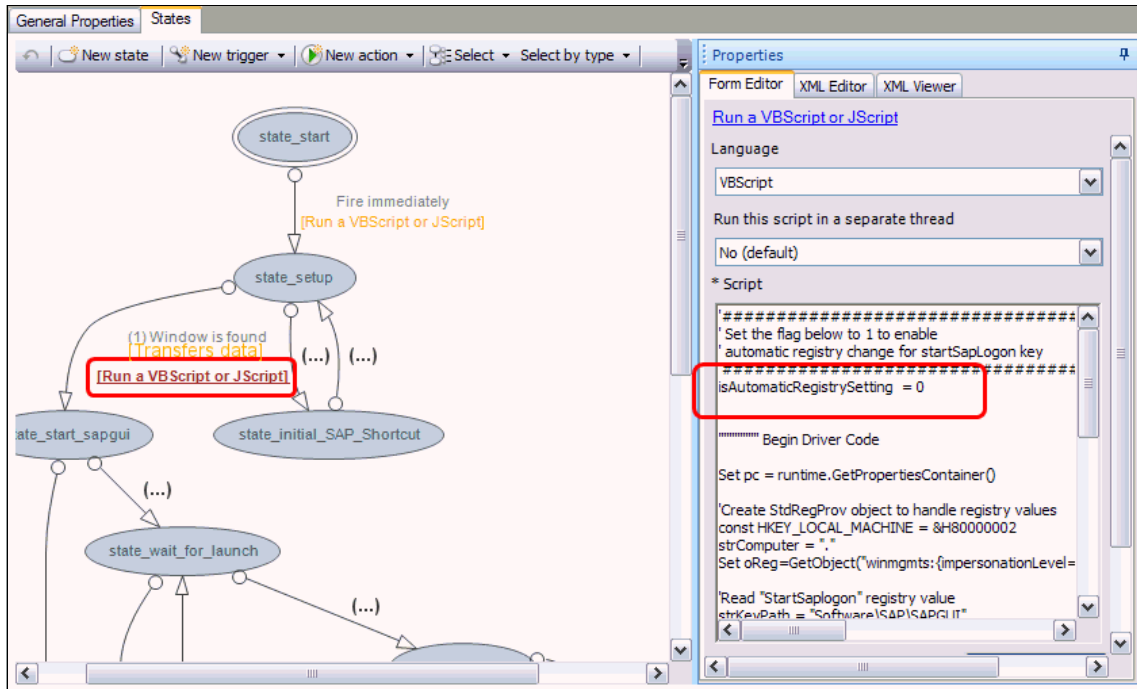 General Properties States
New state New trigger New action Select Select by type
state_start
Fire immediately
[Run a VBScript or JScript]
state_setup
(1) Window is found
[Transfers data]
[Run a VBScript or JScript]
(...) (...)
ate_start_sapgui
state_initial_SAP_Shortcut
(...)
state_wait_for_launch
(...)
Properties
Form Editor XML Editor XML Viewer
Run a VBScript or JScript
Language
VBScript
Run this script in a separate thread
No (default)
* Script
'#################################
' Set the flag below to 1 to enable
' automatic registry change for startSapLogon key
'#################################
isAutomaticRegistrySetting = 0
'''''''''''''''' Begin Driver Code
Set pc = runtime.GetPropertiesContainer()
'Create StdRegProv object to handle registry values
const HKEY_LOCAL_MACHINE = &H80000002
strComputer = "."
Set oReg=GetObject("winmgmts:{impersonationLevel=
'Read "StartSaplogon" registry value
strKeyPath = "Software\SAP\SAPGUI"